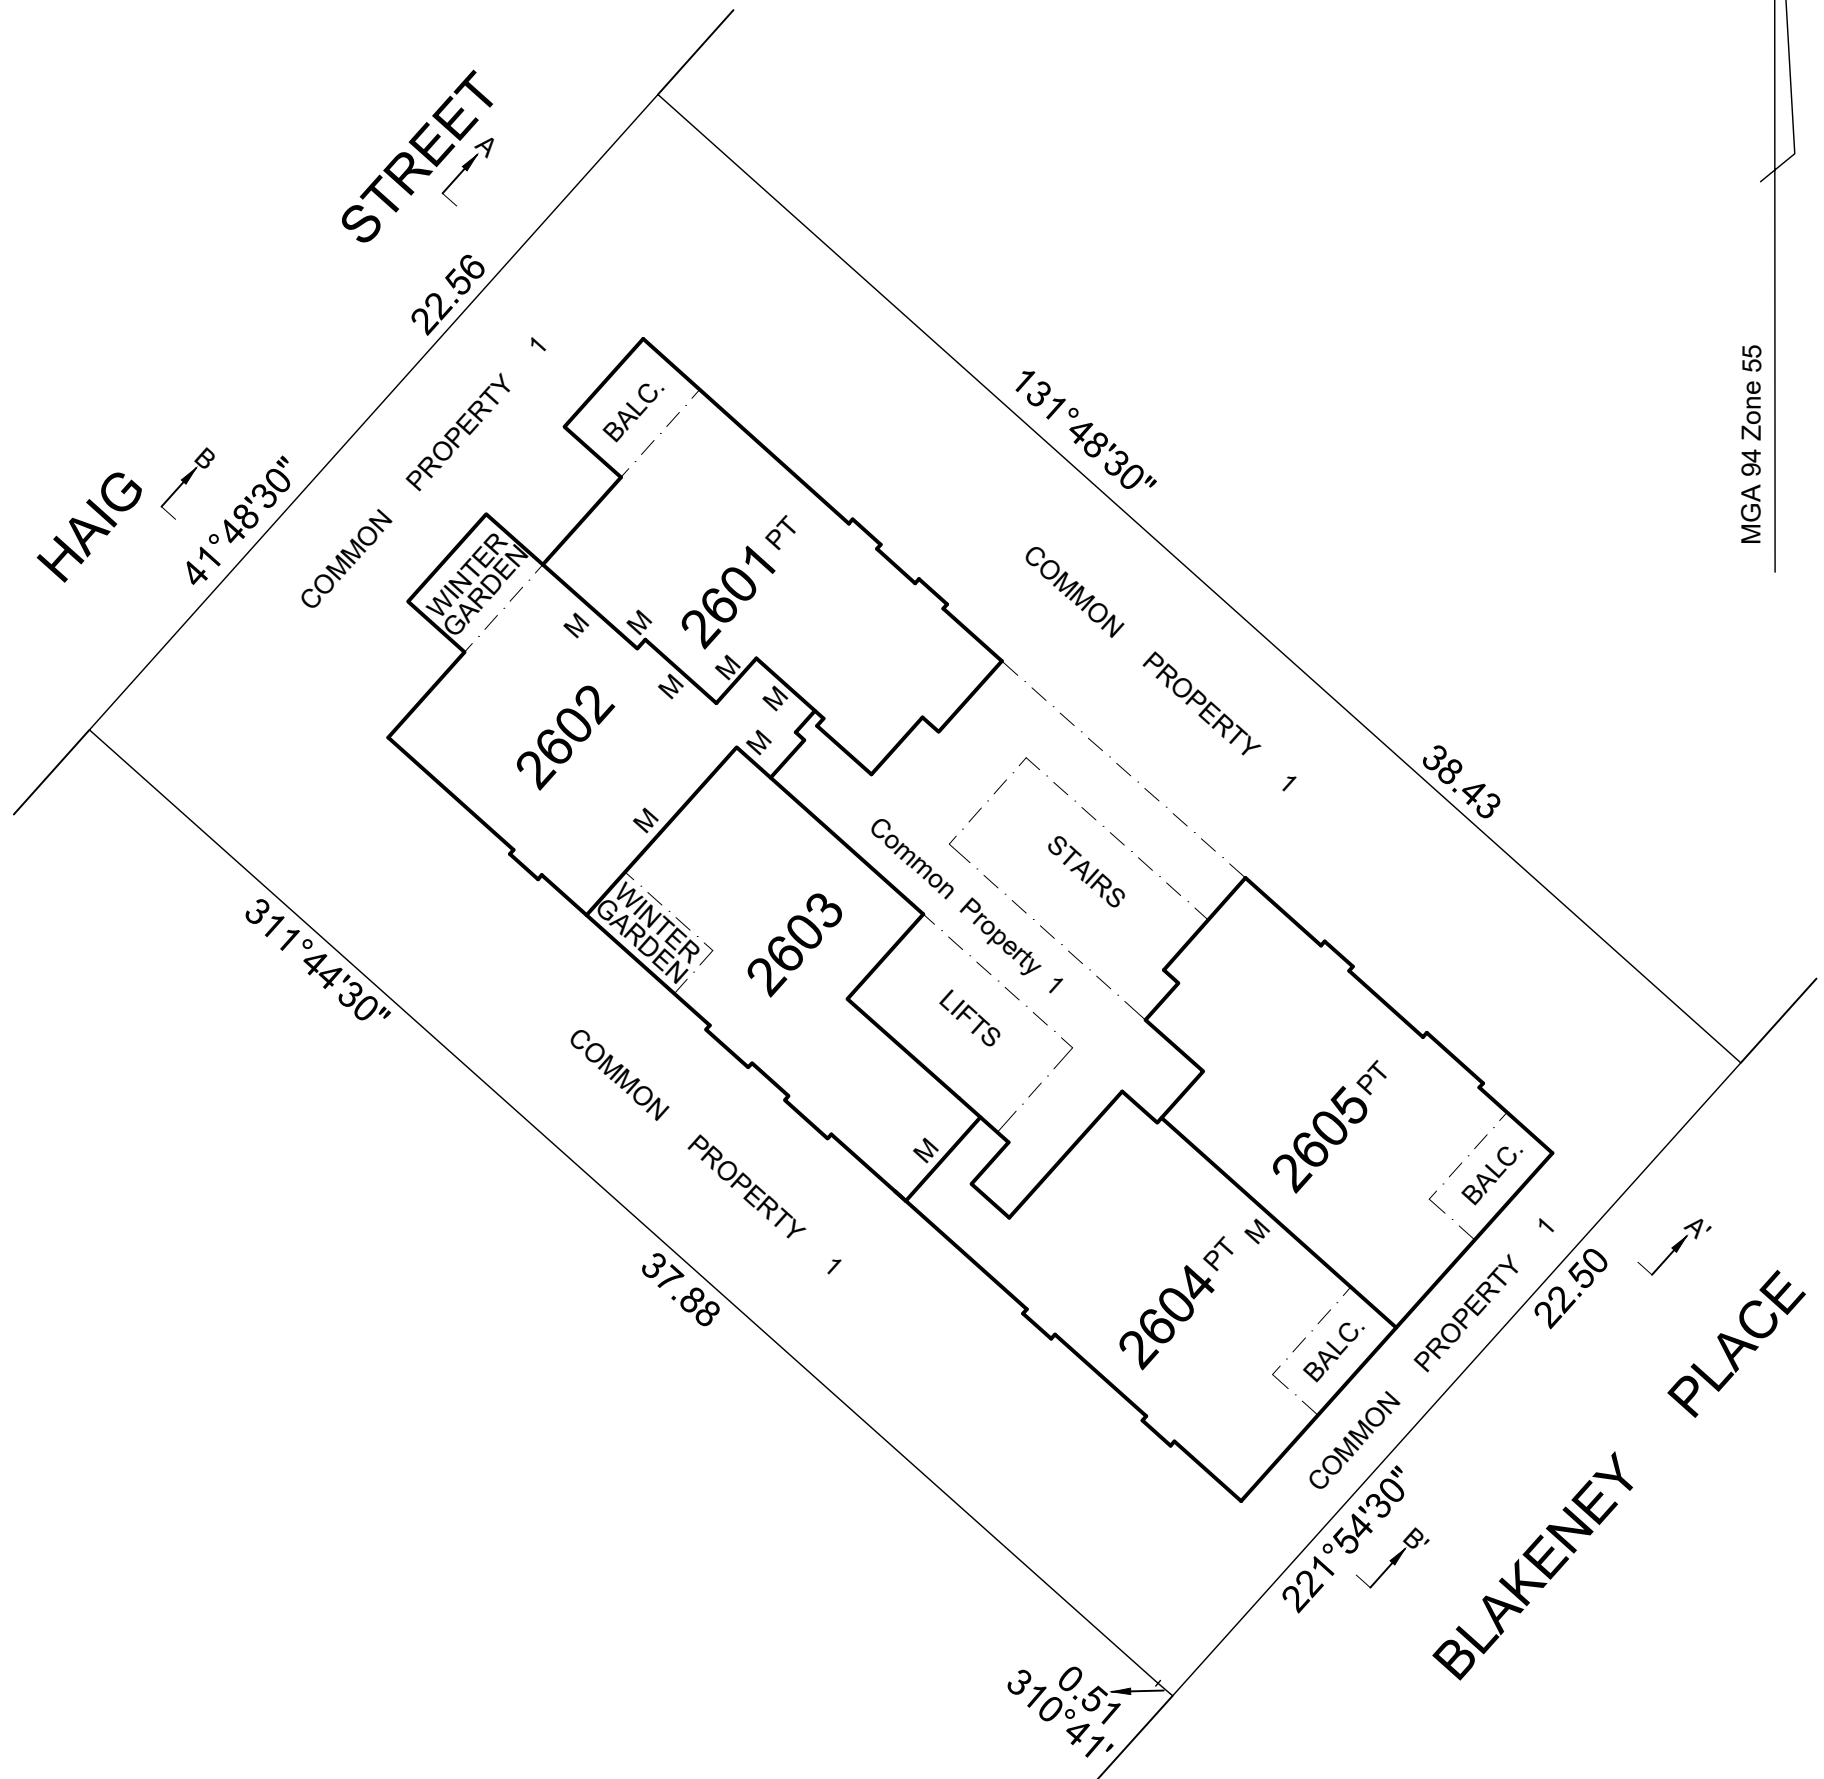 HAIG STREET
A
B
22.56
41°48'30"
COMMON PROPERTY 1
BALC.
WINTER
GARDEN
2601 PT
M
M
M
M
M
M
M
2602
131°48'30"
38.43
COMMON PROPERTY 1
MGA 94 Zone 55
STAIRS
Common Property 1
LIFTS
WINTER
GARDEN
2603
M
311°44'30"
37.88
COMMON PROPERTY 1
2605 PT
BALC.
M
2604 PT
BALC.
COMMON PROPERTY 1
22.50
221°54'30"
A'
B'
BLAKENEY PLACE
0.51
310°41'